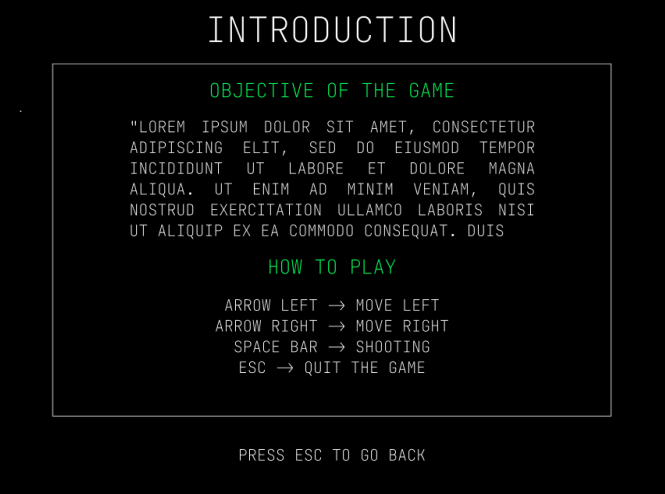 INTRODUCTION
OBJECTIVE OF THE GAME
"LOREM IPSUM DOLOR SIT AMET, CONSECTETUR
ADIPISCING ELIT, SED DO EIUSMOD TEMPOR
INCIDIDUNT UT LABORE ET DOLORE MAGNA
ALIQUA. UT ENIM AD MINIM VENIAM, QUIS
NOSTRUD EXERCITATION ULLAMCO LABORIS NISI
UT ALIQUIP EX EA COMMODO CONSEQUAT. DUIS
HOW TO PLAY
ARROW LEFT → MOVE LEFT
ARROW RIGHT → MOVE RIGHT
SPACE BAR → SHOOTING
ESC → QUIT THE GAME
PRESS ESC TO GO BACK